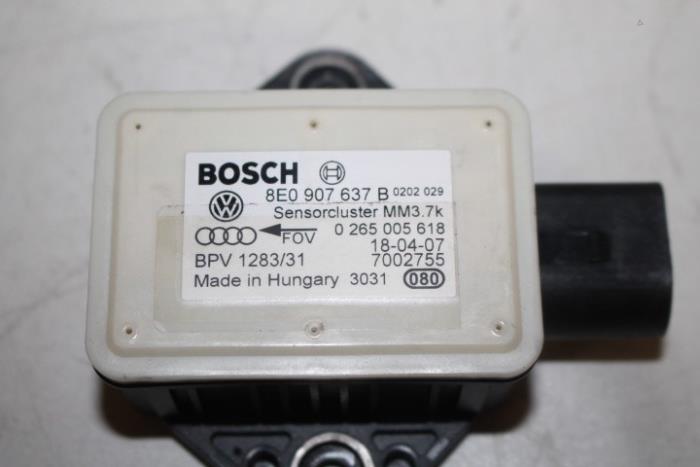 BOSCH
8E0 907 637 B 0202 029
Sensorcluster MM3.7k
FOV 0 265 005 618
18-04-07
BPV 1283/31 7002755
Made in Hungary 3031 080